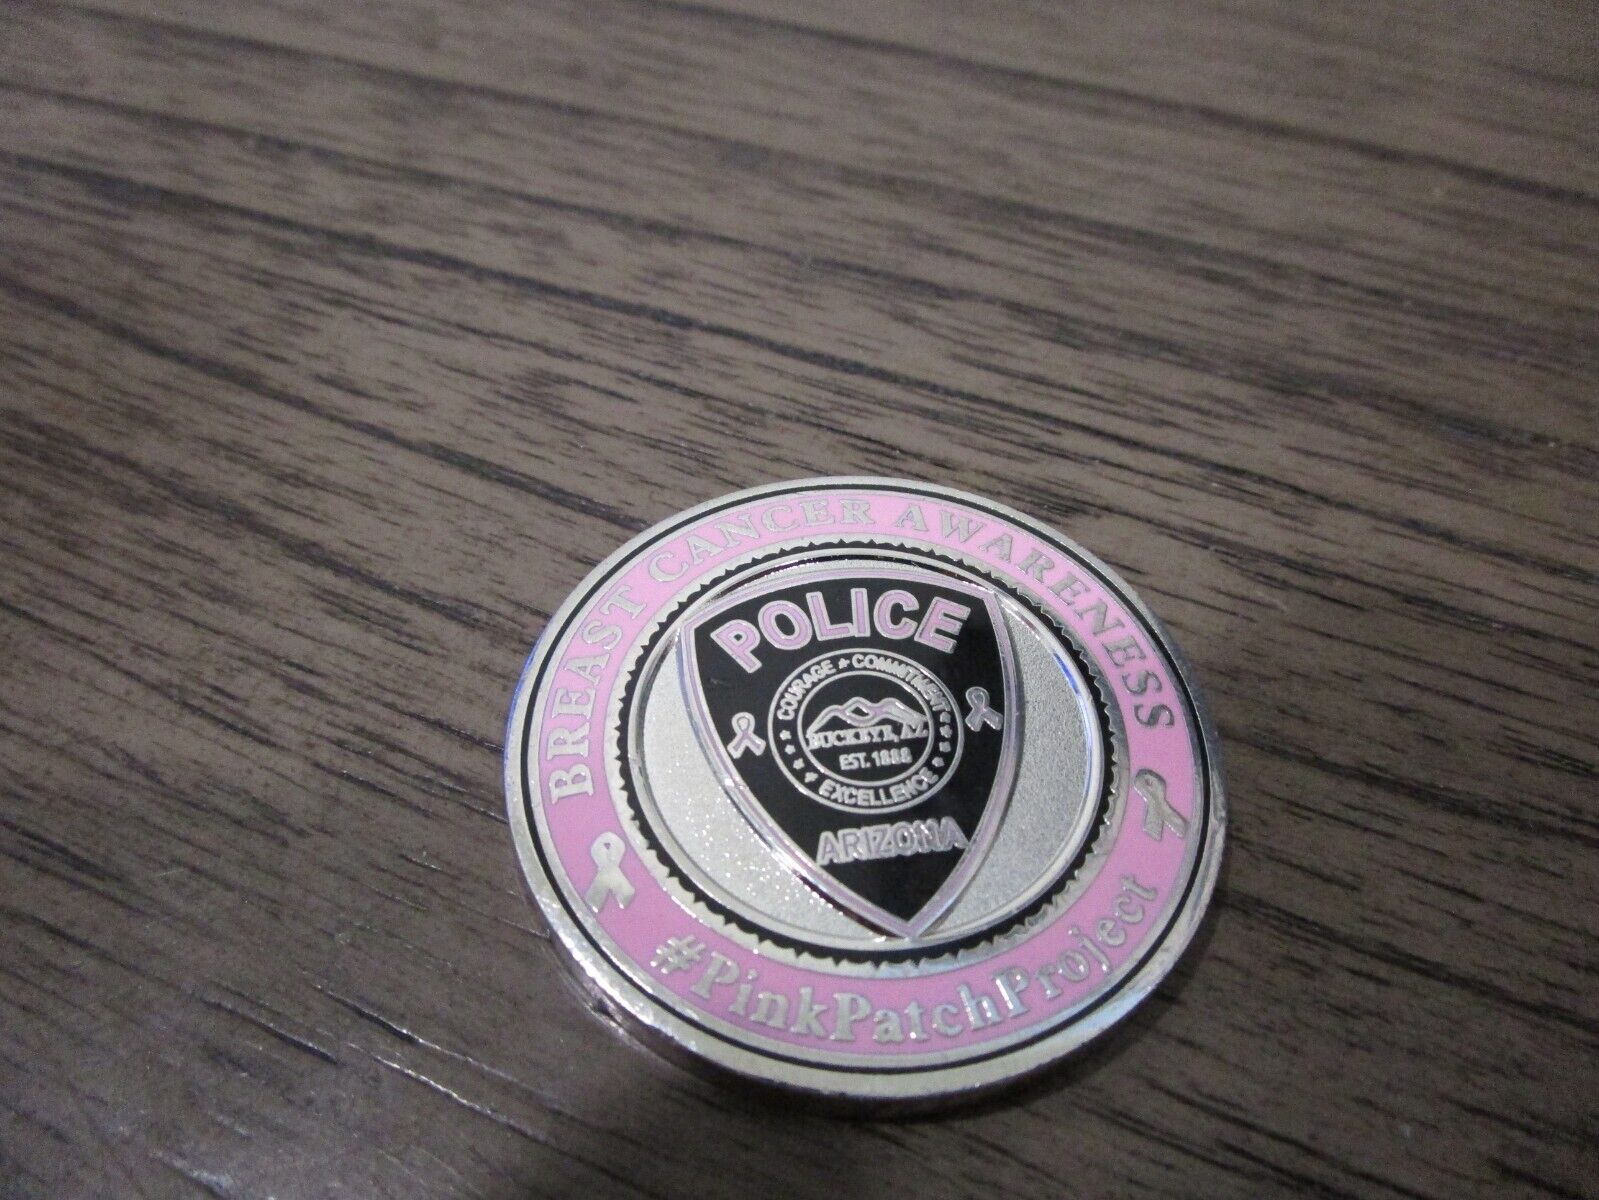 BREAST CANCER AWARENESS
POLICE
COURAGE ★ COMMITMENT
BUCKEYE, AZ
EST. 1888
EXCELLENCE
ARIZONA
#PinkPatchProject